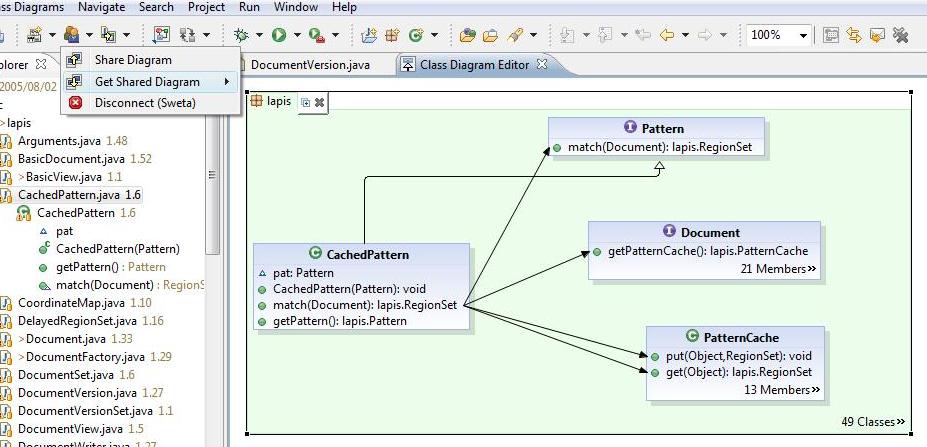 ss Diagrams Navigate Search Project Run Window Help
100%
Share Diagram
Get Shared Diagram
Disconnect (Sweta)
plorer
DocumentVersion.java
Class Diagram Editor
2005/08/02
c
>lapis
Arguments.java 1.48
BasicDocument.java 1.52
>BasicView.java 1.1
CachedPattern.java 1.6
CachedPattern 1.6
pat
CachedPattern(Pattern)
getPattern() : Pattern
match(Document) : RegionS
CoordinateMap.java 1.10
DelayedRegionSet.java 1.16
>Document.java 1.33
>DocumentFactory.java 1.29
DocumentSet.java 1.6
DocumentVersion.java 1.27
DocumentVersionSet.java 1.1
DocumentView.java 1.5
DocumentWriter.java 1.27
lapis
Pattern
match(Document): lapis.RegionSet
Document
getPatternCache(): lapis.PatternCache
21 Members»
CachedPattern
pat: Pattern
CachedPattern(Pattern): void
match(Document): lapis.RegionSet
getPattern(): lapis.Pattern
PatternCache
put(Object,RegionSet): void
get(Object): lapis.RegionSet
13 Members»
49 Classes»